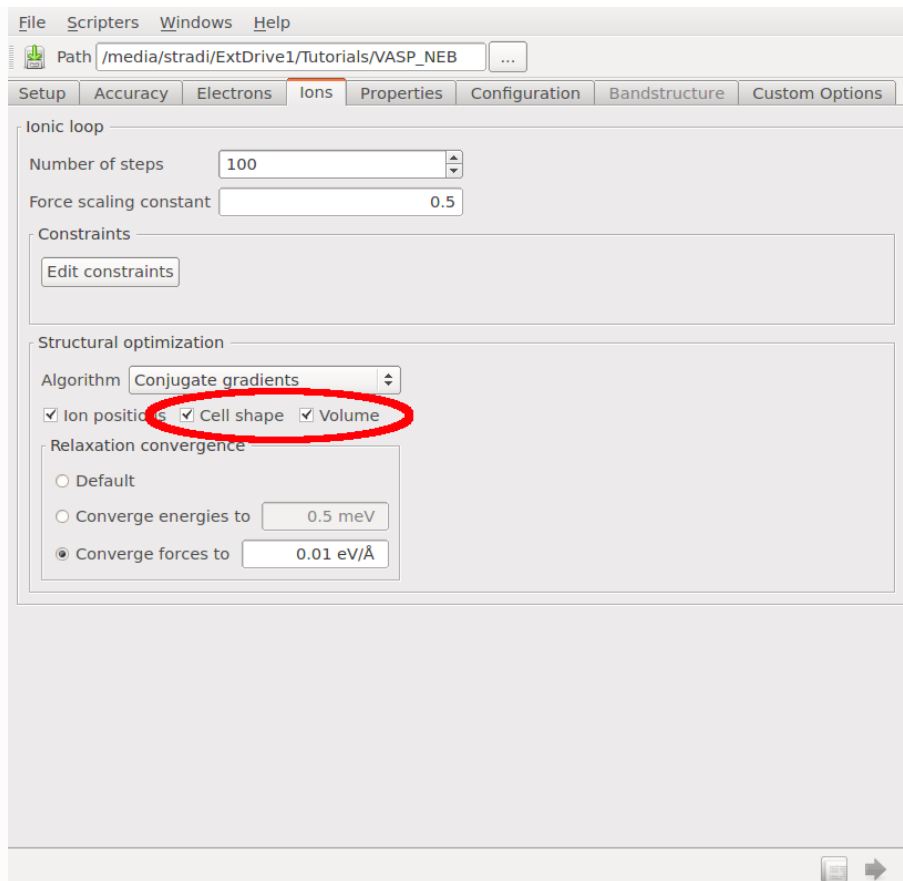 File Scripters Windows Help
Path /media/stradi/ExtDrive1/Tutorials/VASP_NEB ...
Setup Accuracy Electrons Ions Properties Configuration Bandstructure Custom Options
Ionic loop
Number of steps 100
Force scaling constant 0.5
Constraints
Edit constraints
Structural optimization
Algorithm Conjugate gradients
Ion positions Cell shape Volume
Relaxation convergence
Default
Converge energies to 0.5 meV
Converge forces to 0.01 eV/Å